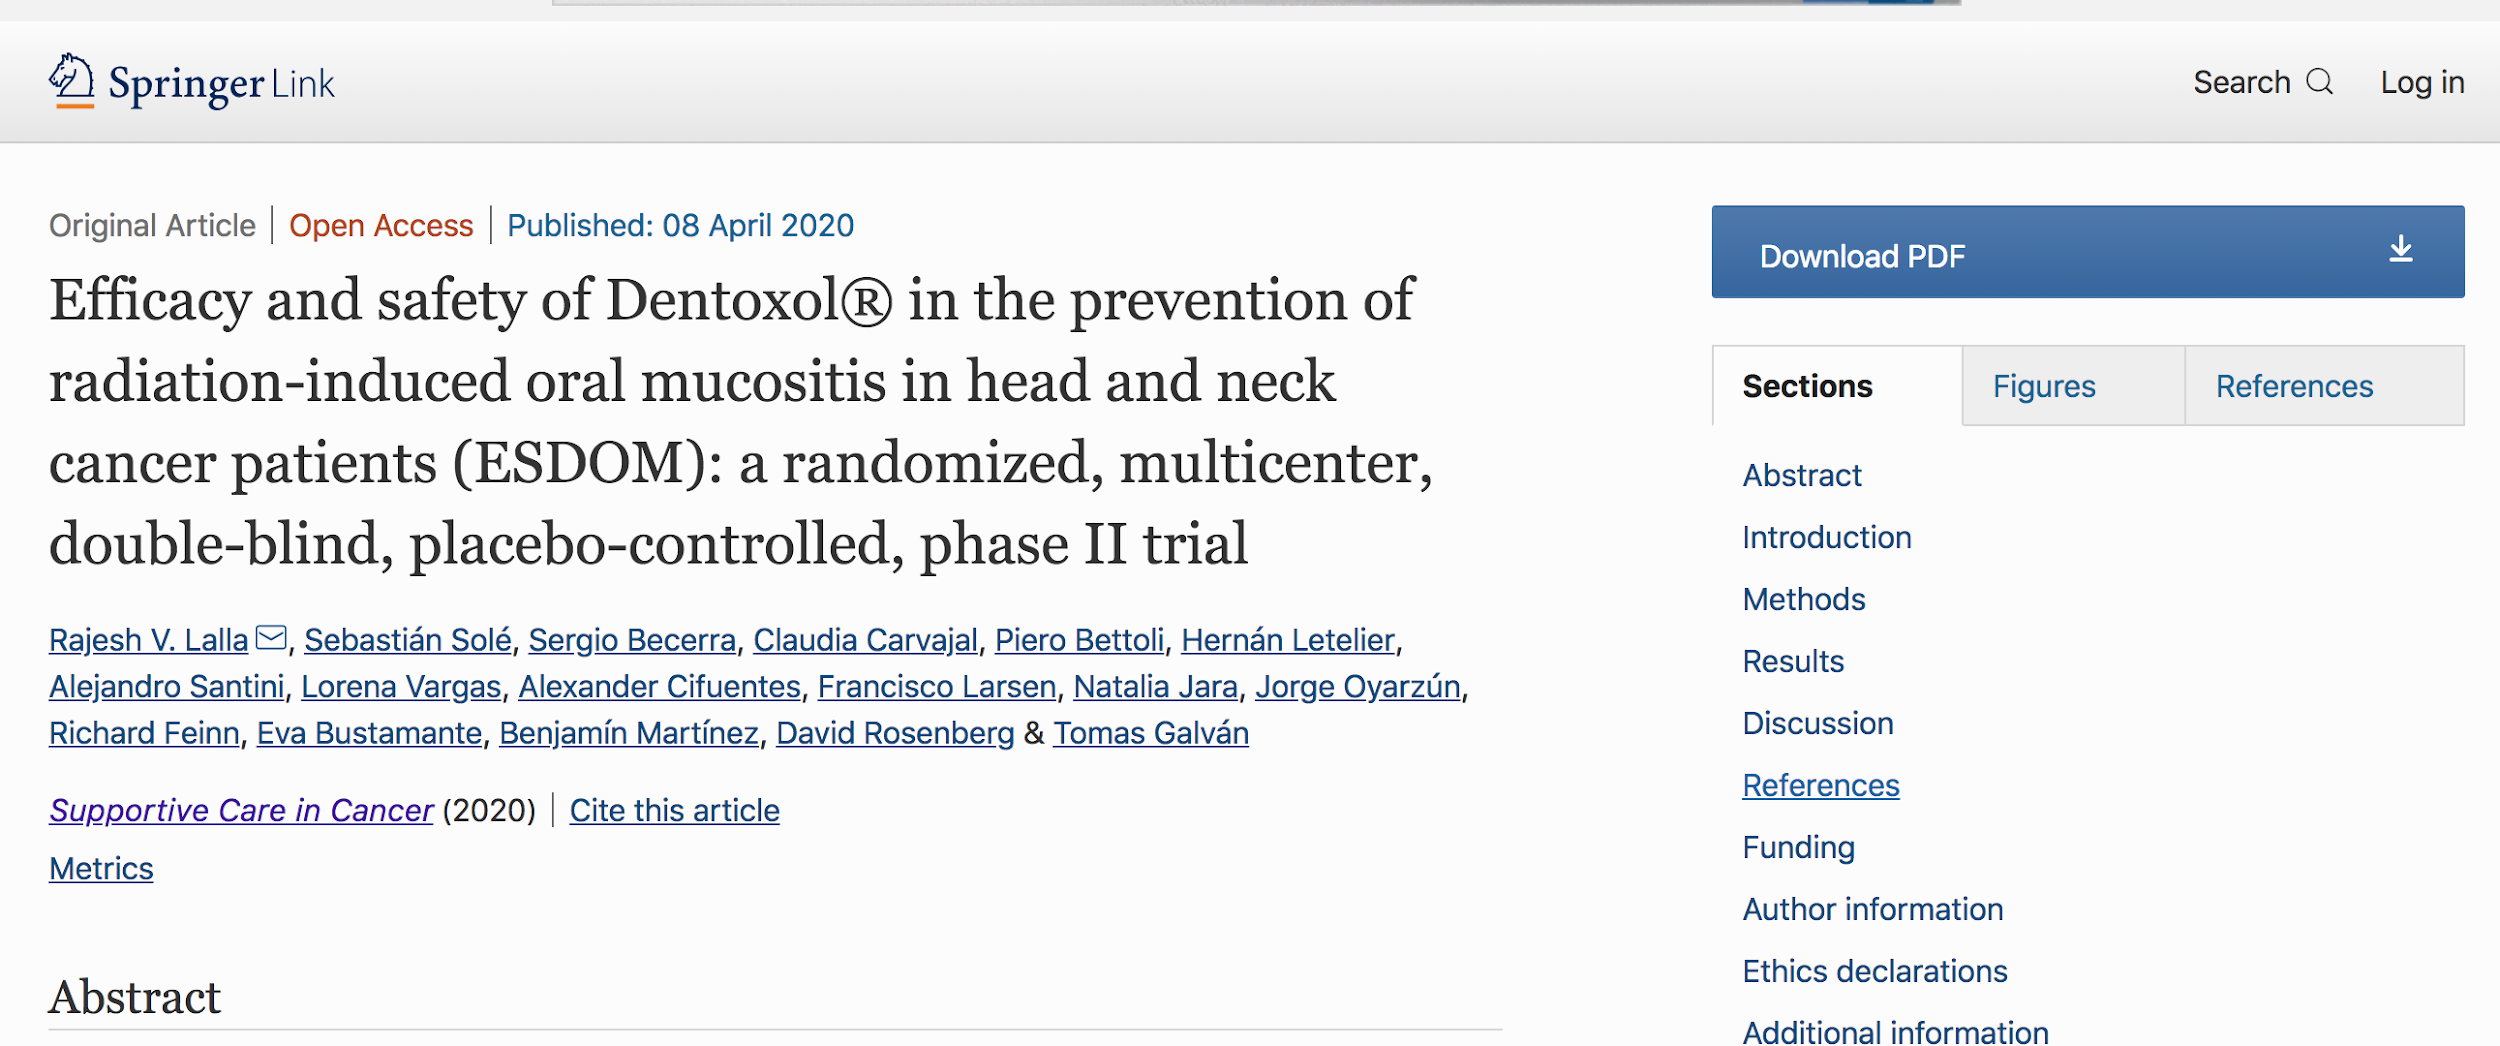 Springer Link
Search
Log in
Original Article | Open Access | Published: 08 April 2020
Efficacy and safety of Dentoxol® in the prevention of
radiation-induced oral mucositis in head and neck
cancer patients (ESDOM): a randomized, multicenter,
double-blind, placebo-controlled, phase II trial
Rajesh V. Lalla, Sebastián Solé, Sergio Becerra, Claudia Carvajal, Piero Bettoli, Hernán Letelier,
Alejandro Santini, Lorena Vargas, Alexander Cifuentes, Francisco Larsen, Natalia Jara, Jorge Oyarzún,
Richard Feinn, Eva Bustamante, Benjamín Martínez, David Rosenberg & Tomas Galván
Supportive Care in Cancer (2020) | Cite this article
Metrics
Abstract
Download PDF
Sections
Figures
References
Abstract
Introduction
Methods
Results
Discussion
References
Funding
Author information
Ethics declarations
Additional information